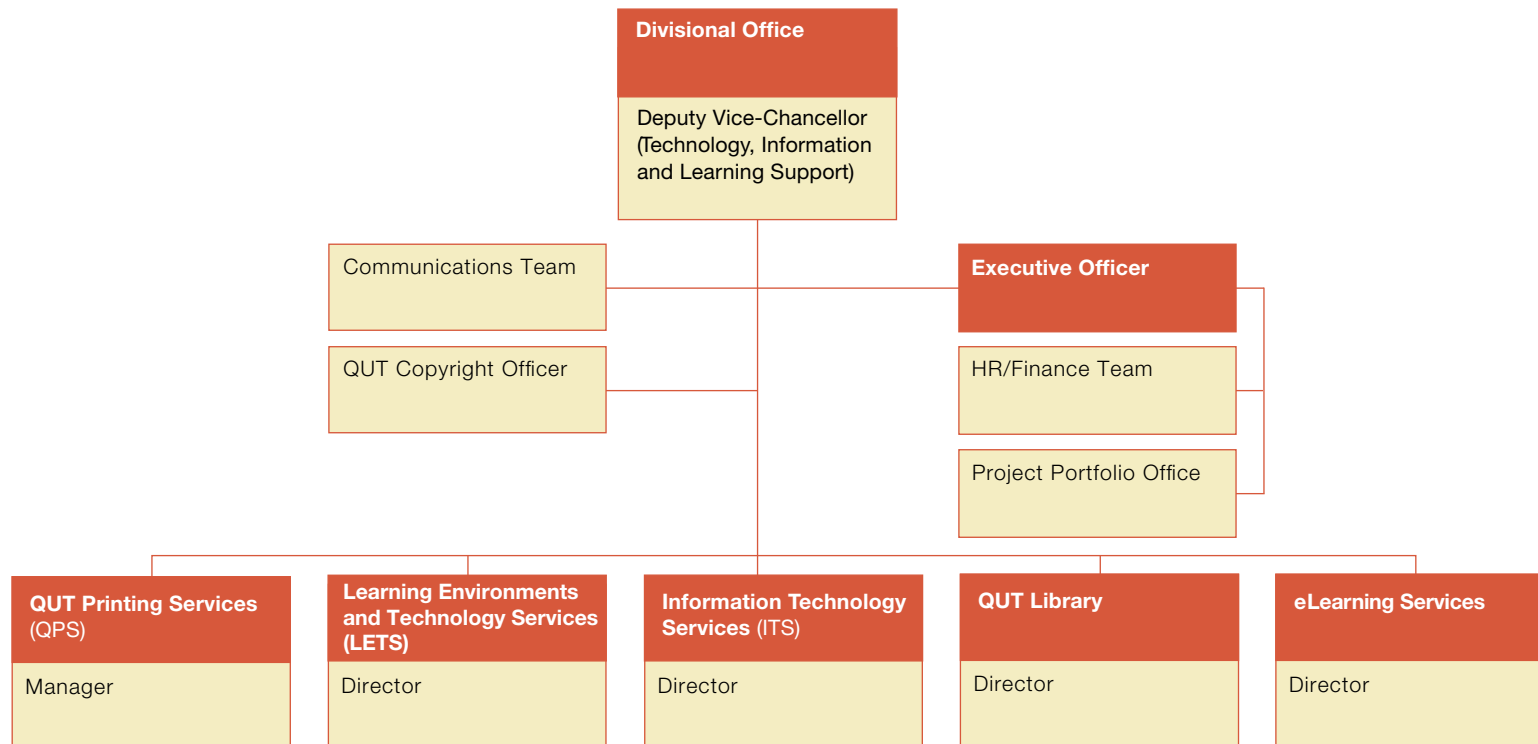 Divisional Office
Deputy Vice-Chancellor
(Technology, Information
and Learning Support)
Communications Team
Executive Officer
QUT Copyright Officer
HR/Finance Team
Project Portfolio Office
QUT Printing Services
(QPS)
Manager
Learning Environments
and Technology Services
(LETS)
Director
Information Technology
Services (ITS)
Director
QUT Library
Director
eLearning Services
Director